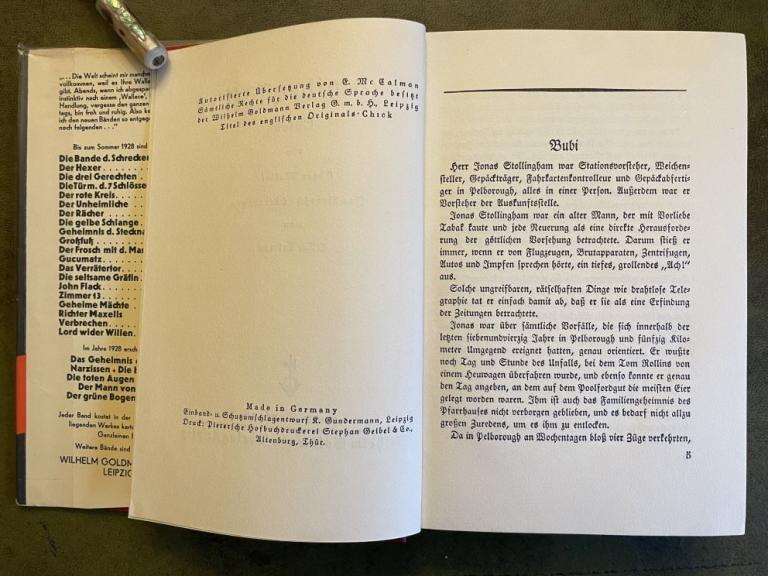 . . . Die Welt scheint mir manche
vollkommen, weil es Ihre Walla
gibt. Abends, wenn ich abgespan
instinktiv nach einem „Wallace",
Handlung, vergesse den ganzen
tags, bin froh und ruhig. Also ke
ich den neuen Bänden so entgege
noch folgenden . . ."
Bis zum Sommer 1928 sind
Die Bande d. Schrecken
Der Hexer . . . . .
Die drei Gerechten . .
Die Türm. d. 7 Schlösse
Der rote Kreis. . . . .
Der Unheimliche . .
Der Rächer . . . . .
Die gelbe Schlange .
Geheimnis d. Steckna
Großfuß . . . . . .
Der Frosch mit d. Mas
Gucumatz . . . . .
Das Verrätertor . . .
Die seltsame Gräfin .
John Flack. . . . . .
Zimmer 13 . . . . .
Geheime Mächte . .
Richter Maxells
Verbrechen . . . . .
Lord wider Willen. .
Im Jahre 1928 ersch
Das Geheimnis d
Narzissen • Die b
Die toten Augen
Der Mann von
Der grüne Bogen
Jeder Band kostet in der
liegenden Werkes karto
Ganzleinen
Weitere Bände sind
WILHELM GOLDM
LEIPZIG
Autorisierte Übersetzung von E. Mc Calman
Sämtliche Rechte für die deutsche Sprache besitzt
der Wilhelm Goldmann Verlag G. m. b. H., Leipzig
Titel des englischen Originals • Chick
Made in Germany
Einband- u. Schutzumschlagentwurf K. Gundermann, Leipzig
Druck: Pierersche Hofbuchdruckerei Stephan Geibel & Co.,
Altenburg, Thür.
Bubi
Herr Jonas Stollingham war Stationsvorsteher, Weichen-
steller, Gepäckträger, Fahrkartenkontrolleur und Gepäckabferti-
ger in Pelborough, alles in einer Person. Außerdem war er
Vorsteher der Auskunftsstelle.
Jonas Stollingham war ein alter Mann, der mit Vorliebe
Tabak kaute und jede Neuerung als eine direkte Herausforde-
rung der göttlichen Vorsehung betrachtete. Darum stieß er
immer, wenn er von Flugzeugen, Brutapparaten, Zentrifugen,
Autos und Impfen sprechen hörte, ein tiefes, grollendes „Ach!"
aus.
Solche ungreifbaren, rätselhaften Dinge wie drahtlose Tele-
graphie tat er einfach damit ab, daß er sie als eine Erfindung
der Zeitungen betrachtete.
Jonas war über sämtliche Vorfälle, die sich innerhalb der
letzten siebenundvierzig Jahre in Pelborough und fünfzig Kilo-
meter Umgegend ereignet hatten, genau orientiert. Er wußte
noch Tag und Stunde des Unfalls, bei dem Tom Rollins von
einem Heuwagen überfahren wurde, und ebenso konnte er genau
den Tag angeben, an dem auf dem Poolfordgut die meisten Eier
gelegt worden waren. Ihm ist auch das Familiengeheimnis des
Pfarrhauses nicht verborgen geblieben, und es bedarf nicht allzu
großen Zuredens, um es ihm zu entlocken.
Da in Pelborough an Wochentagen bloß vier Züge verkehrten,
5